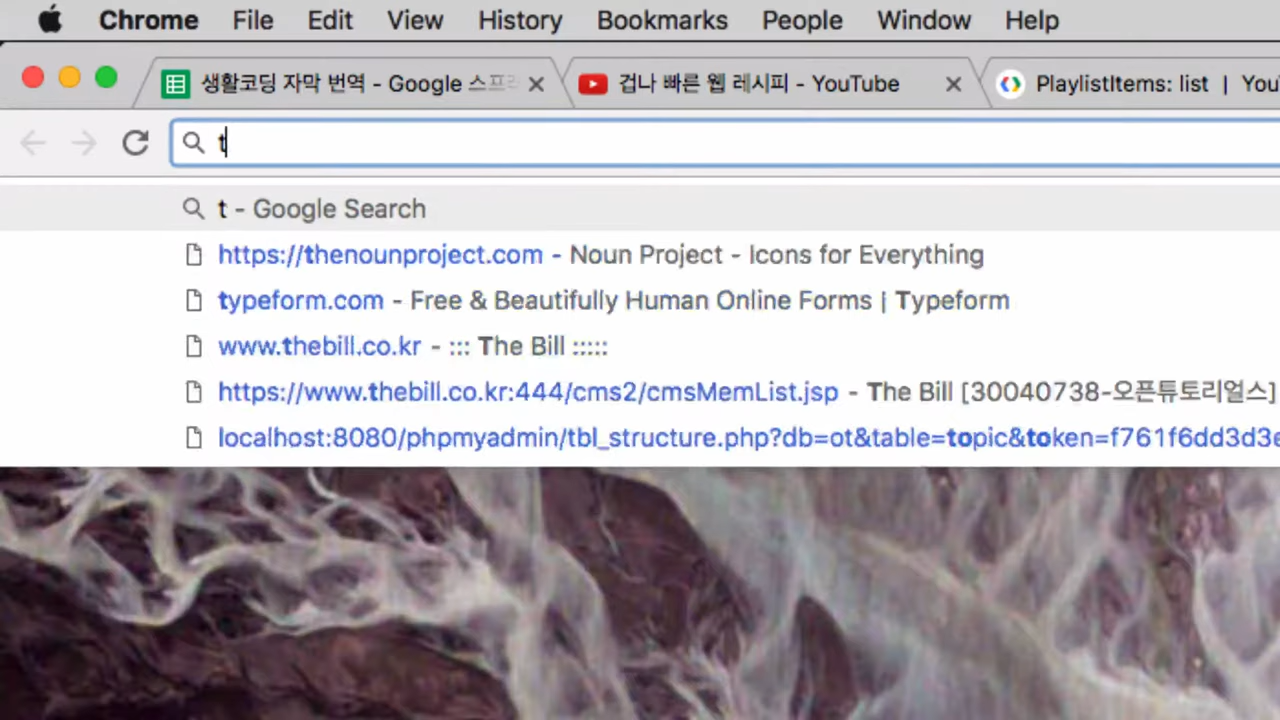 Chrome File Edit View History Bookmarks People Window Help
생활코딩 자막 번역 - Google 스프 겁나 빠른 웹 레시피 - YouTube PlaylistItems: list | You
t
t - Google Search
https://thenounproject.com - Noun Project - Icons for Everything
typeform.com - Free & Beautifully Human Online Forms | Typeform
www.thebill.co.kr - ::: The Bill :::::
https://www.thebill.co.kr:444/cms2/cmsMemList.jsp - The Bill [30040738-오픈튜토리얼스]
localhost:8080/phpmyadmin/tbl_structure.php?db=ot&table=topic&token=f761f6dd3d3e